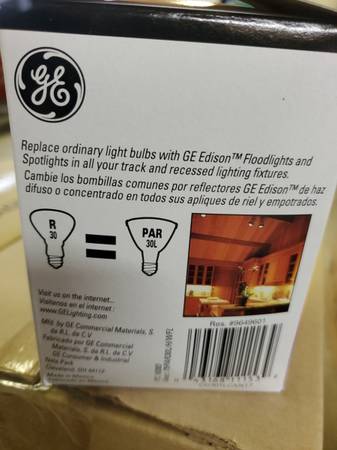 GE
Replace ordinary light bulbs with GE Edison™ Floodlights and
Spotlights in all your track and recessed lighting fixtures.
Cambie los bombillas comunes por reflectores GE Edison™ de haz
difuso o concentrado en todos sus apliques de riel y empotrados.
R
30
=
PAR
30L
Visit us on the internet...
Visitenos en el internet:
www.GELighting.com
Mfd. by GE Commercial Materials, S.
de R.L. de C.V.
Fabricado por GE Commercial
Materials, S. de R.L. de C.V.
GE Consumer & Industrial
Nela Park
Cleveland, OH 44112
Made in Mexico
Res. #9649601